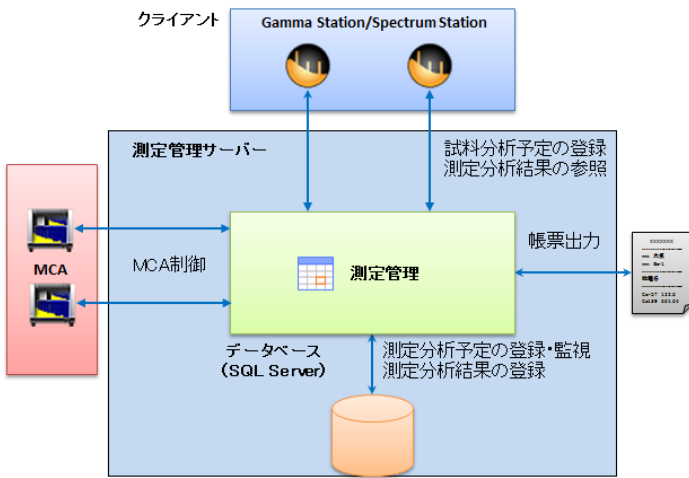 クライアント
Gamma Station/Spectrum Station
測定管理サーバー
試料分析予定の登録
測定分析結果の参照
MCA
MCA制御
測定管理
帳票出力
データベース
(SQL Server)
測定分析予定の登録・監視
測定分析結果の登録
XXXXXXX